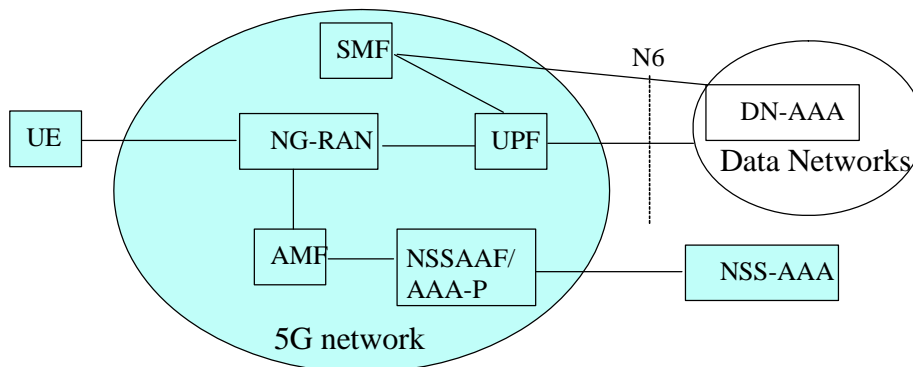 SMF
N6
DN-AAA
UE
NG-RAN
UPF
Data Networks
AMF
NSSAAF/
AAA-P
NSS-AAA
5G network